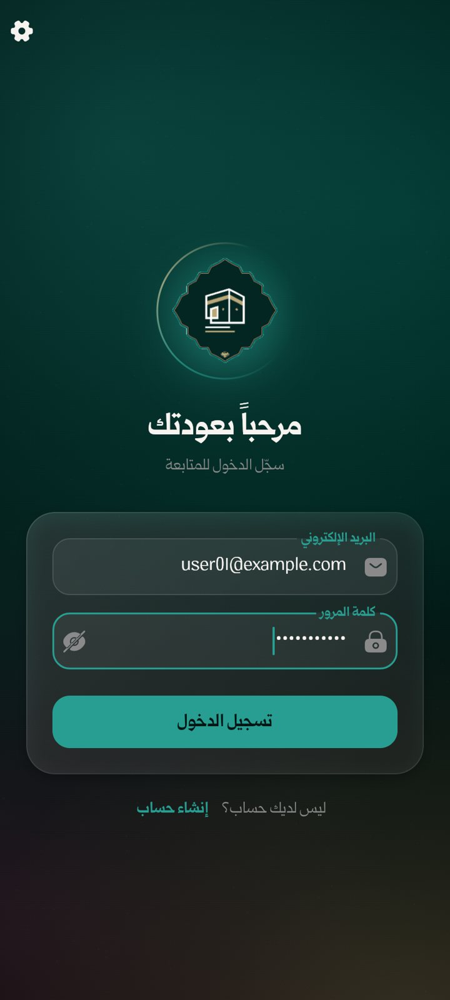 مرحباً بعودتك
سجّل الدخول للمتابعة
البريد الإلكتروني
user01@example.com
كلمة المرور
•••••••••••
تسجيل الدخول
ليس لديك حساب؟ إنشاء حساب